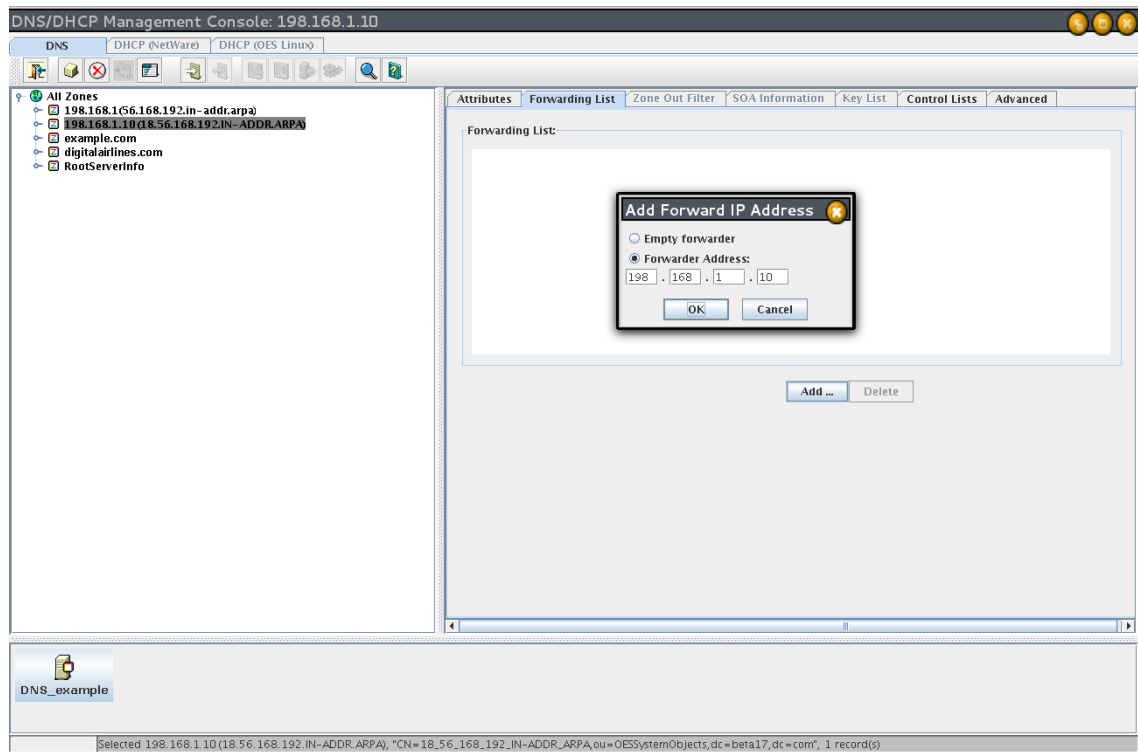 DNS/DHCP Management Console: 198.168.1.10
DNS
DHCP (NetWare)
DHCP (OES Linux)
All Zones
198.168.1(56.168.192.in-addr.arpa)
198.168.1.10(18.56.168.192.IN-ADDR.ARPA)
example.com
digitalairlines.com
RootServerInfo
Attributes
Forwarding List
Zone Out Filter
SOA Information
Key List
Control Lists
Advanced
Forwarding List:
Add Forward IP Address
Empty forwarder
Forwarder Address:
198 . 168 . 1 . 10
OK
Cancel
Add ...
Delete
DNS_example
Selected 198.168.1.10 (18.56.168.192.IN-ADDR.ARPA), "CN=18_56_168_192_IN-ADDR_ARPA,ou=OESSystemObjects,dc=beta17,dc=com", 1 record(s)